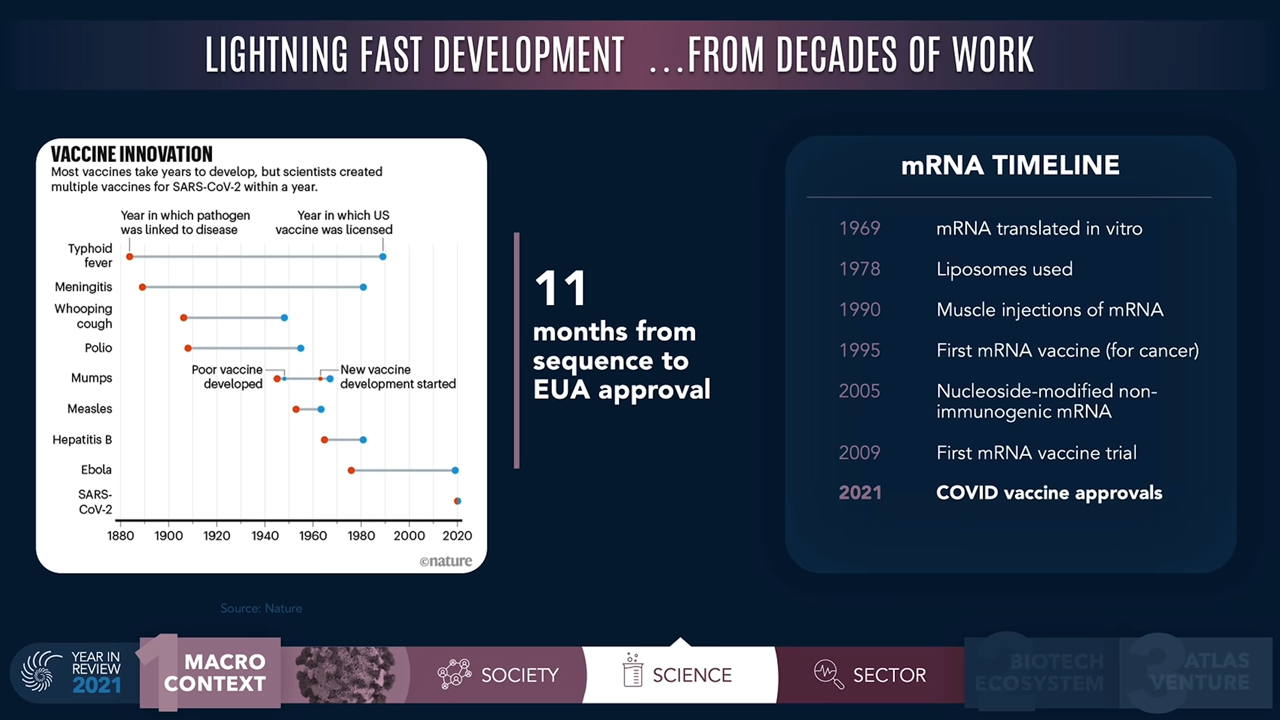 LIGHTNING FAST DEVELOPMENT ...FROM DECADES OF WORK
VACCINE INNOVATION
Most vaccines take years to develop, but scientists created
multiple vaccines for SARS-CoV-2 within a year.
Year in which pathogen
was linked to disease
Year in which US
vaccine was licensed
Typhoid
fever
Meningitis
Whooping
cough
Polio
Mumps
Poor vaccine
developed
New vaccine
development started
Measles
Hepatitis B
Ebola
SARS-
CoV-2
1880 1900 1920 1940 1960 1980 2000 2020
©nature
Source: Nature
11
months from
sequence to
EUA approval
mRNA TIMELINE
1969 mRNA translated in vitro
1978 Liposomes used
1990 Muscle injections of mRNA
1995 First mRNA vaccine (for cancer)
2005 Nucleoside-modified non-
immunogenic mRNA
2009 First mRNA vaccine trial
2021 COVID vaccine approvals
YEAR IN
REVIEW
2021
1 MACRO
CONTEXT
SOCIETY
SCIENCE
SECTOR
2 BIOTECH
ECOSYSTEM
3 ATLAS
VENTURE